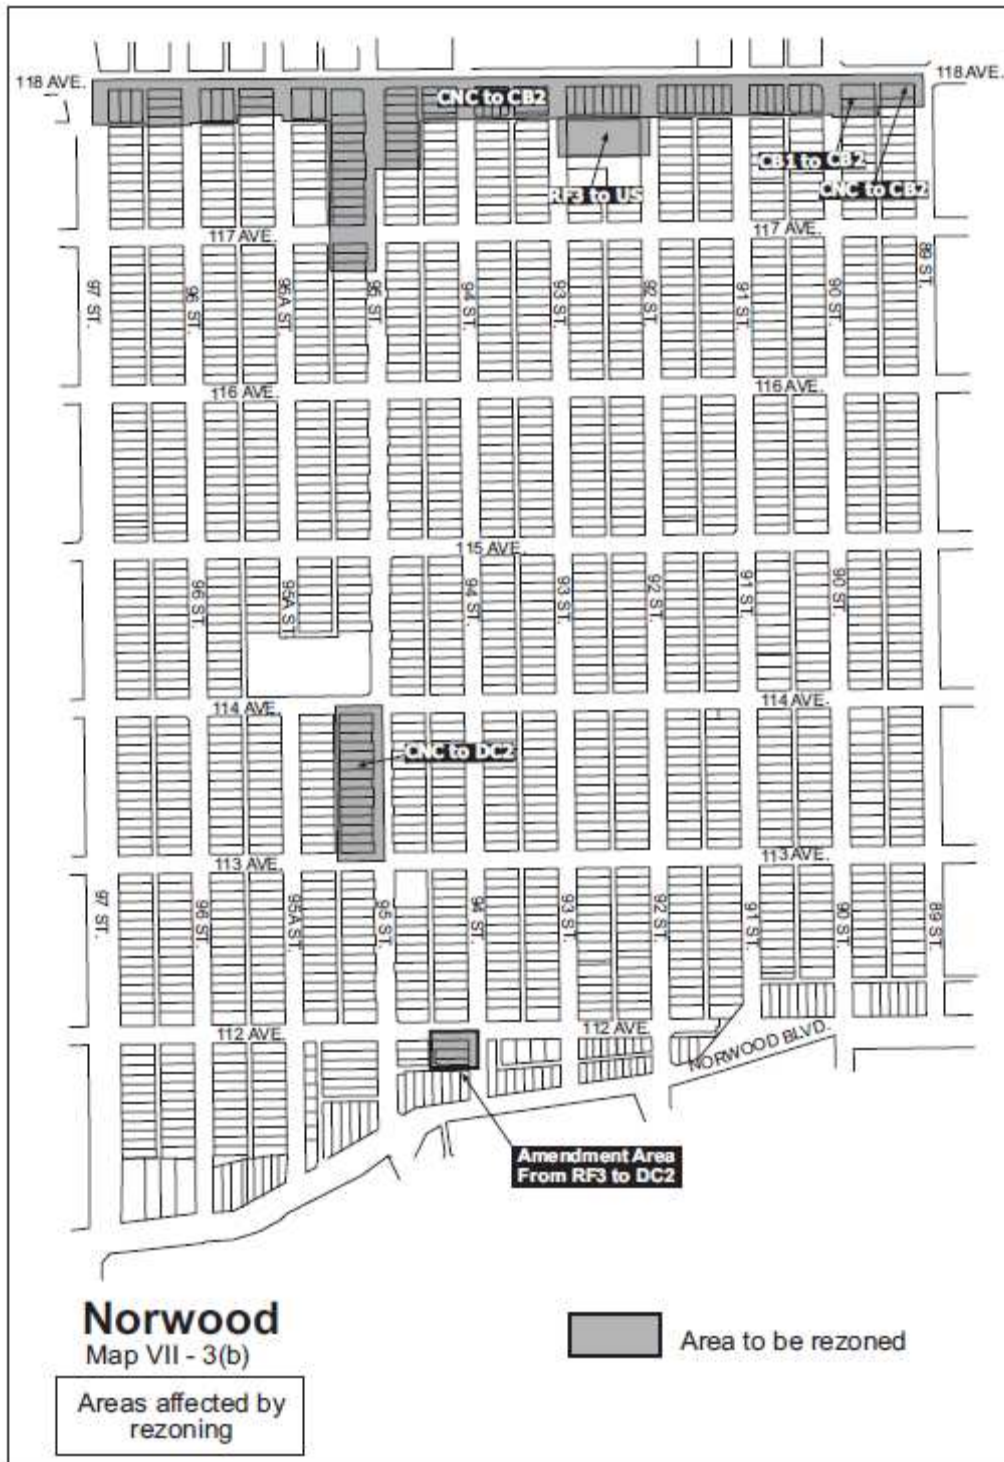 118 AVE.
118 AVE.
CNC to CB2
CB1 to CB2
CNC to CB2
RF3 to US
117 AVE.
117 AVE.
97 ST.
96 ST.
95A ST.
95 ST.
94 ST.
93 ST.
92 ST
91 ST.
90 ST.
89 ST.
116 AVE.
116 AVE.
115 AVE.
96 ST.
95A ST.
94 ST.
93 ST.
92 ST.
91 ST.
90 ST.
114 AVE.
114 AVE.
CNC to DC2
113 AVE.
113 AVE.
97 ST.
96 ST.
95A ST.
95 ST.
94 ST.
93 ST.
92 ST.
91 ST.
90 ST.
89 ST
112 AVE.
112 AVE.
NORWOOD BLVD.
Amendment Area
From RF3 to DC2
Norwood
Map VII - 3(b)
Area to be rezoned
Areas affected by
rezoning